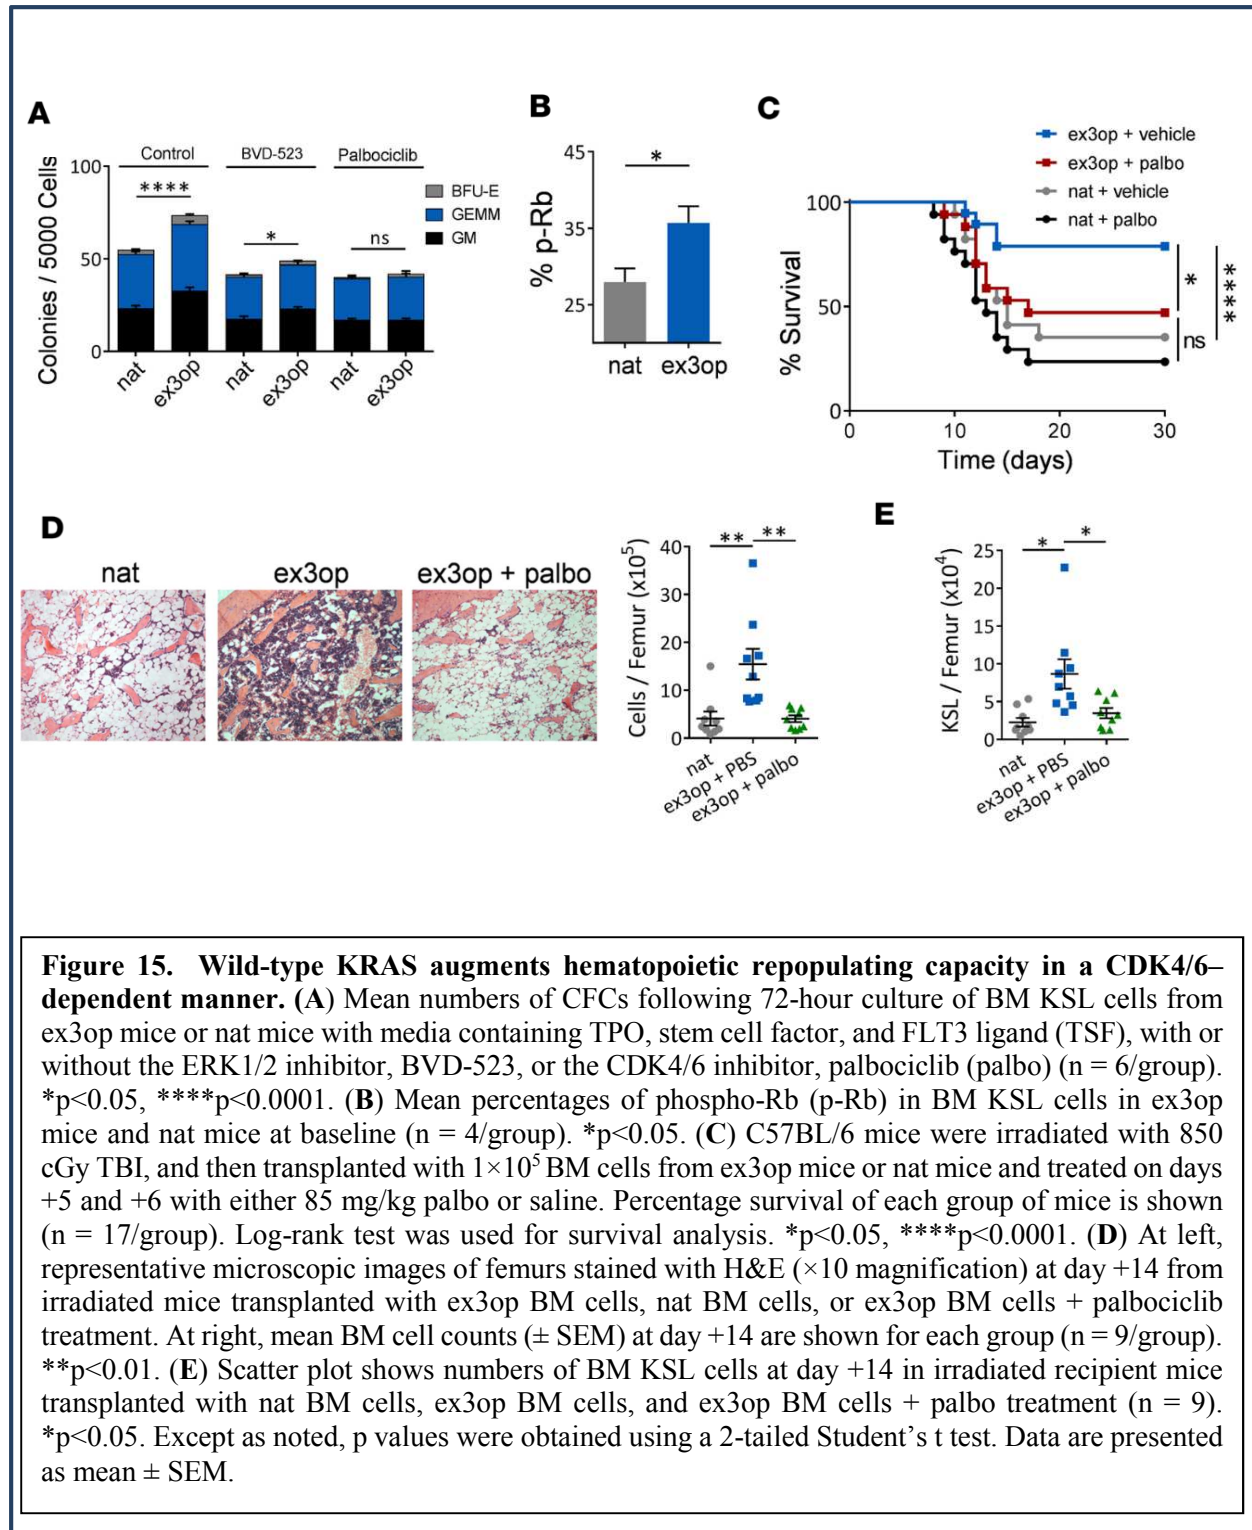 A
Control
BVD-523
Palbociclib
Colonies / 5000 Cells
100
50
0
****
*
ns
BFU-E
GEMM
GM
nat
ex3op
nat
ex3op
nat
ex3op
B
% p-Rb
45
35
25
*
nat
ex3op
C
ex3op + vehicle
ex3op + palbo
nat + vehicle
nat + palbo
% Survival
100
50
0
0
10
20
30
Time (days)
*
ns
****
D
nat
ex3op
ex3op + palbo
Cells / Femur (x10⁵)
40
30
20
10
0
**
**
nat
ex3op + PBS
ex3op + palbo
E
KSL / Femur (x10⁴)
25
20
15
10
5
0
*
*
nat
ex3op + PBS
ex3op + palbo
Figure 15. Wild-type KRAS augments hematopoietic repopulating capacity in a CDK4/6–
dependent manner. (A) Mean numbers of CFCs following 72-hour culture of BM KSL cells from
ex3op mice or nat mice with media containing TPO, stem cell factor, and FLT3 ligand (TSF), with or
without the ERK1/2 inhibitor, BVD-523, or the CDK4/6 inhibitor, palbociclib (palbo) (n = 6/group).
*p<0.05, ****p<0.0001. (B) Mean percentages of phospho-Rb (p-Rb) in BM KSL cells in ex3op
mice and nat mice at baseline (n = 4/group). *p<0.05. (C) C57BL/6 mice were irradiated with 850
cGy TBI, and then transplanted with 1×10⁵ BM cells from ex3op mice or nat mice and treated on days
+5 and +6 with either 85 mg/kg palbo or saline. Percentage survival of each group of mice is shown
(n = 17/group). Log-rank test was used for survival analysis. *p<0.05, ****p<0.0001. (D) At left,
representative microscopic images of femurs stained with H&E (×10 magnification) at day +14 from
irradiated mice transplanted with ex3op BM cells, nat BM cells, or ex3op BM cells + palbociclib
treatment. At right, mean BM cell counts (± SEM) at day +14 are shown for each group (n = 9/group).
**p<0.01. (E) Scatter plot shows numbers of BM KSL cells at day +14 in irradiated recipient mice
transplanted with nat BM cells, ex3op BM cells, and ex3op BM cells + palbo treatment (n = 9).
*p<0.05. Except as noted, p values were obtained using a 2-tailed Student’s t test. Data are presented
as mean ± SEM.